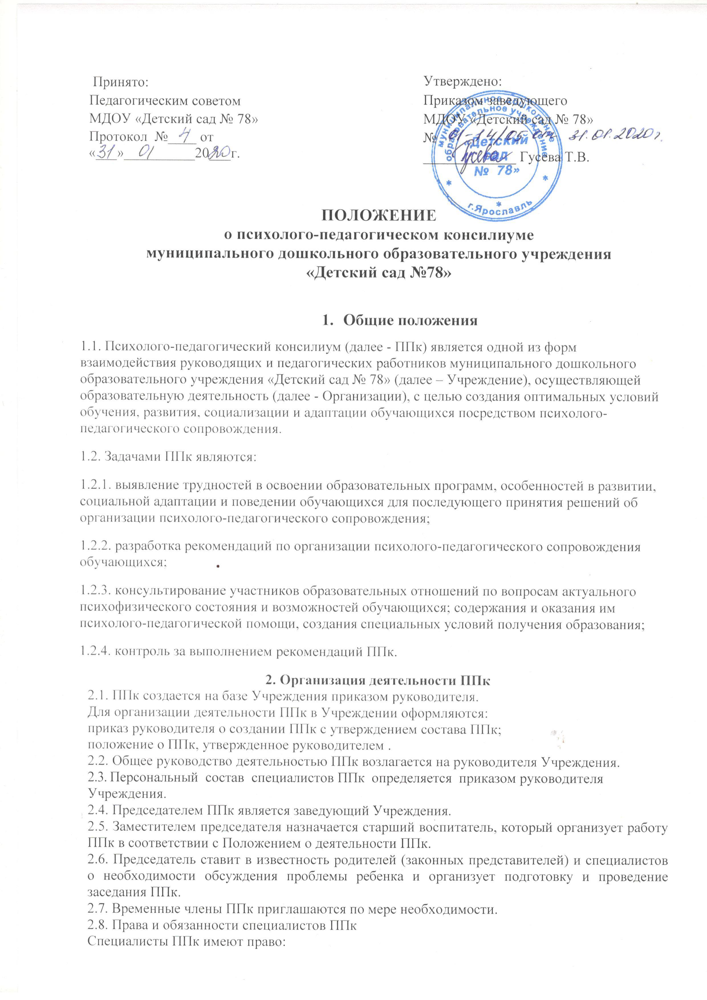 Принято:
Педагогическим советом
МДОУ «Детский сад № 78»
Протокол № 4 от
«31» 01 2020 г.
Утверждено:
Приказом заведующего
МДОУ «Детский сад № 78»
№ 01-14/05 от 31.01.2020 г.
Гусева Гусева Т.В.
муниципальное дошкольное
образовательное учреждение
«Детский
сад
№ 78»
г.Ярославль
ПОЛОЖЕНИЕ
о психолого-педагогическом консилиуме
муниципального дошкольного образовательного учреждения
«Детский сад №78»
1. Общие положения
1.1. Психолого-педагогический консилиум (далее - ППк) является одной из форм
взаимодействия руководящих и педагогических работников муниципального дошкольного
образовательного учреждения «Детский сад № 78» (далее – Учреждение), осуществляющей
образовательную деятельность (далее - Организации), с целью создания оптимальных условий
обучения, развития, социализации и адаптации обучающихся посредством психолого-
педагогического сопровождения.
1.2. Задачами ППк являются:
1.2.1. выявление трудностей в освоении образовательных программ, особенностей в развитии,
социальной адаптации и поведении обучающихся для последующего принятия решений об
организации психолого-педагогического сопровождения;
1.2.2. разработка рекомендаций по организации психолого-педагогического сопровождения
обучающихся;
1.2.3. консультирование участников образовательных отношений по вопросам актуального
психофизического состояния и возможностей обучающихся; содержания и оказания им
психолого-педагогической помощи, создания специальных условий получения образования;
1.2.4. контроль за выполнением рекомендаций ППк.
2. Организация деятельности ППк
2.1. ППк создается на базе Учреждения приказом руководителя.
Для организации деятельности ППк в Учреждении оформляются:
приказ руководителя о создании ППк с утверждением состава ППк;
положение о ППк, утвержденное руководителем .
2.2. Общее руководство деятельностью ППк возлагается на руководителя Учреждения.
2.3. Персональный состав специалистов ППк определяется приказом руководителя
Учреждения.
2.4. Председателем ППк является заведующий Учреждения.
2.5. Заместителем председателя назначается старший воспитатель, который организует работу
ППк в соответствии с Положением о деятельности ППк.
2.6. Председатель ставит в известность родителей (законных представителей) и специалистов
о необходимости обсуждения проблемы ребенка и организует подготовку и проведение
заседания ППк.
2.7. Временные члены ППк приглашаются по мере необходимости.
2.8. Права и обязанности специалистов ППк
Специалисты ППк имеют право: